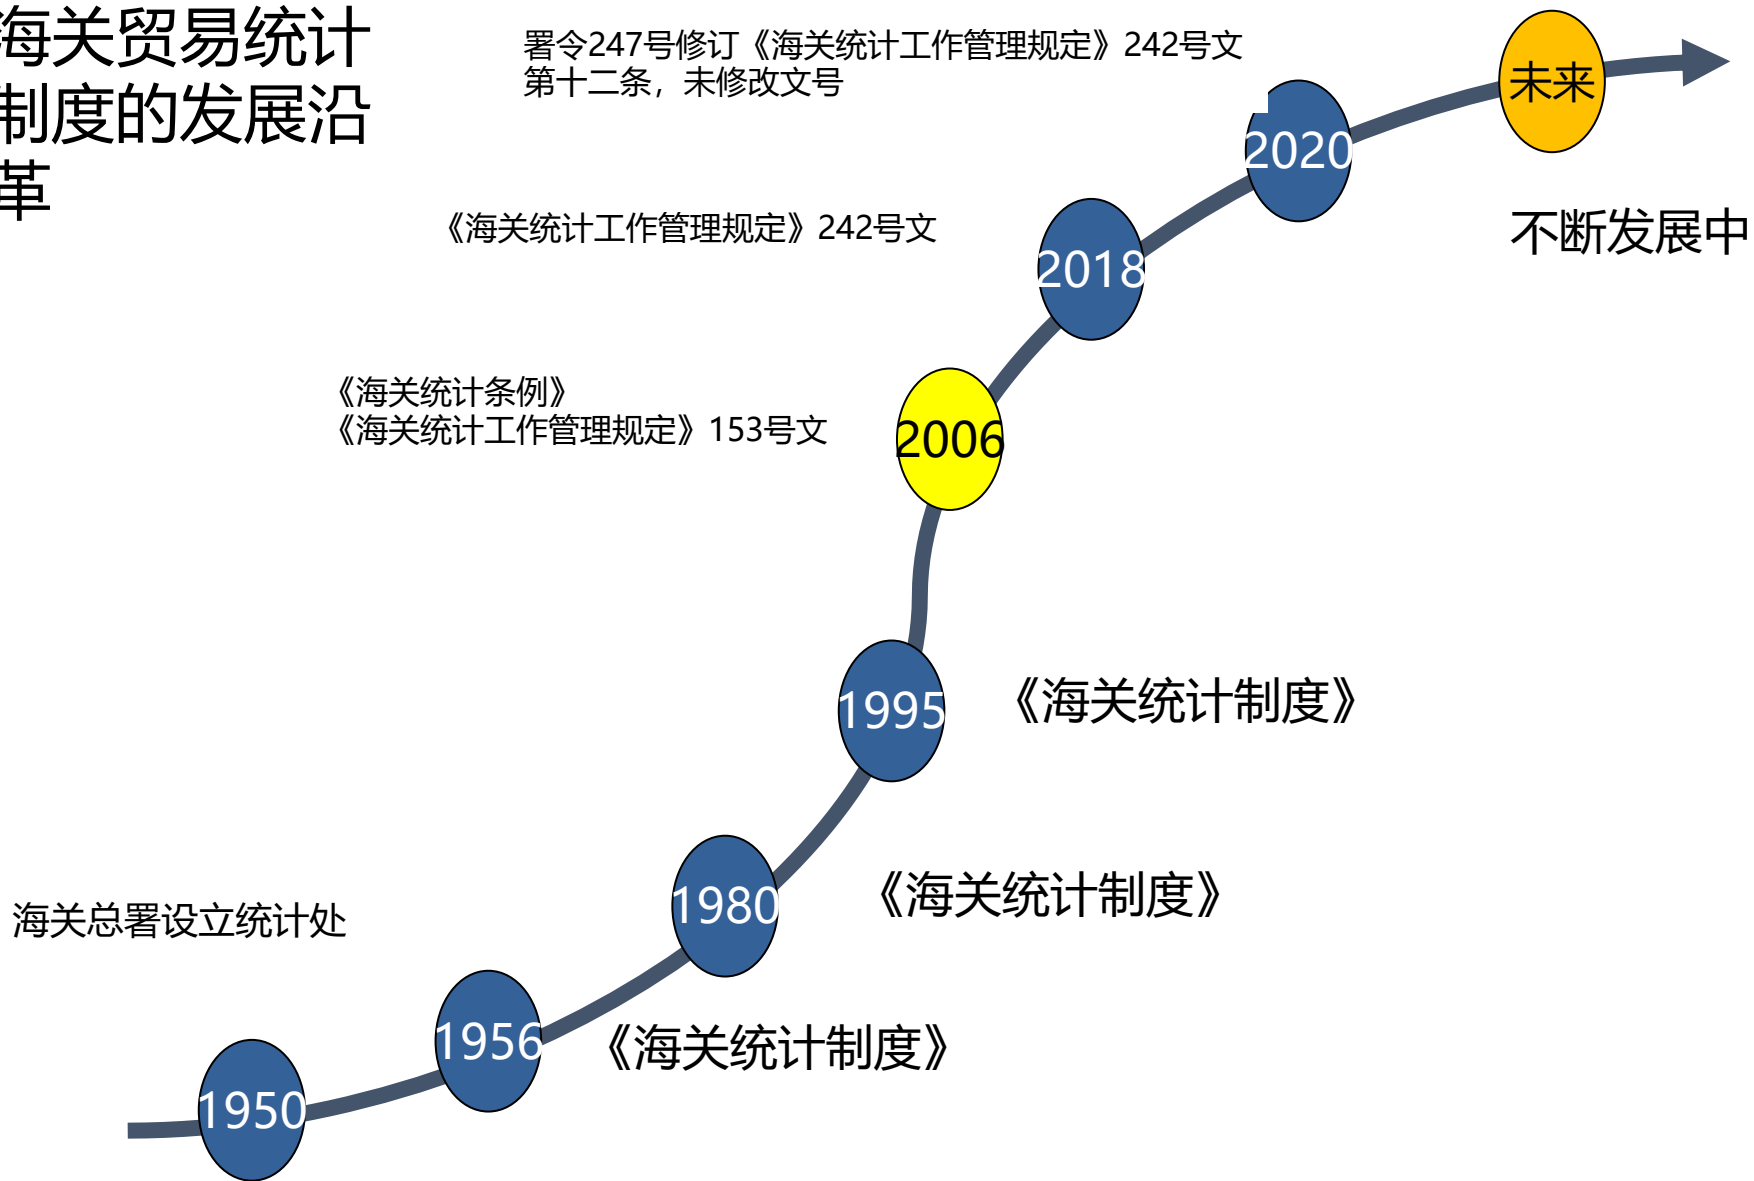 海关贸易统计
制度的发展沿
革
署令247号修订《海关统计工作管理规定》242号文
第十二条，未修改文号
未来
2020
不断发展中
《海关统计工作管理规定》242号文
2018
《海关统计条例》
《海关统计工作管理规定》153号文
2006
1995
《海关统计制度》
1980
《海关统计制度》
海关总署设立统计处
1956
《海关统计制度》
1950